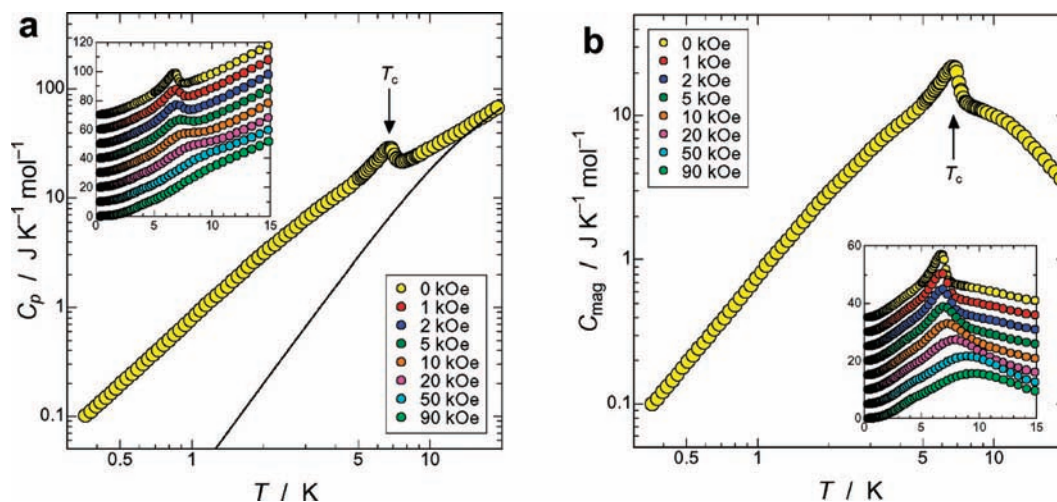 a
C_p / J K⁻¹ mol⁻¹
100
10
1
0.1
120
100
80
60
40
20
0
0 5 10 15
T_c
0 kOe
1 kOe
2 kOe
5 kOe
10 kOe
20 kOe
50 kOe
90 kOe
0.5 1 5 10
T / K
b
C_mag / J K⁻¹ mol⁻¹
10
1
0.1
0 kOe
1 kOe
2 kOe
5 kOe
10 kOe
20 kOe
50 kOe
90 kOe
T_c
60
40
20
0
0 5 10 15
0.5 1 5 10
T / K